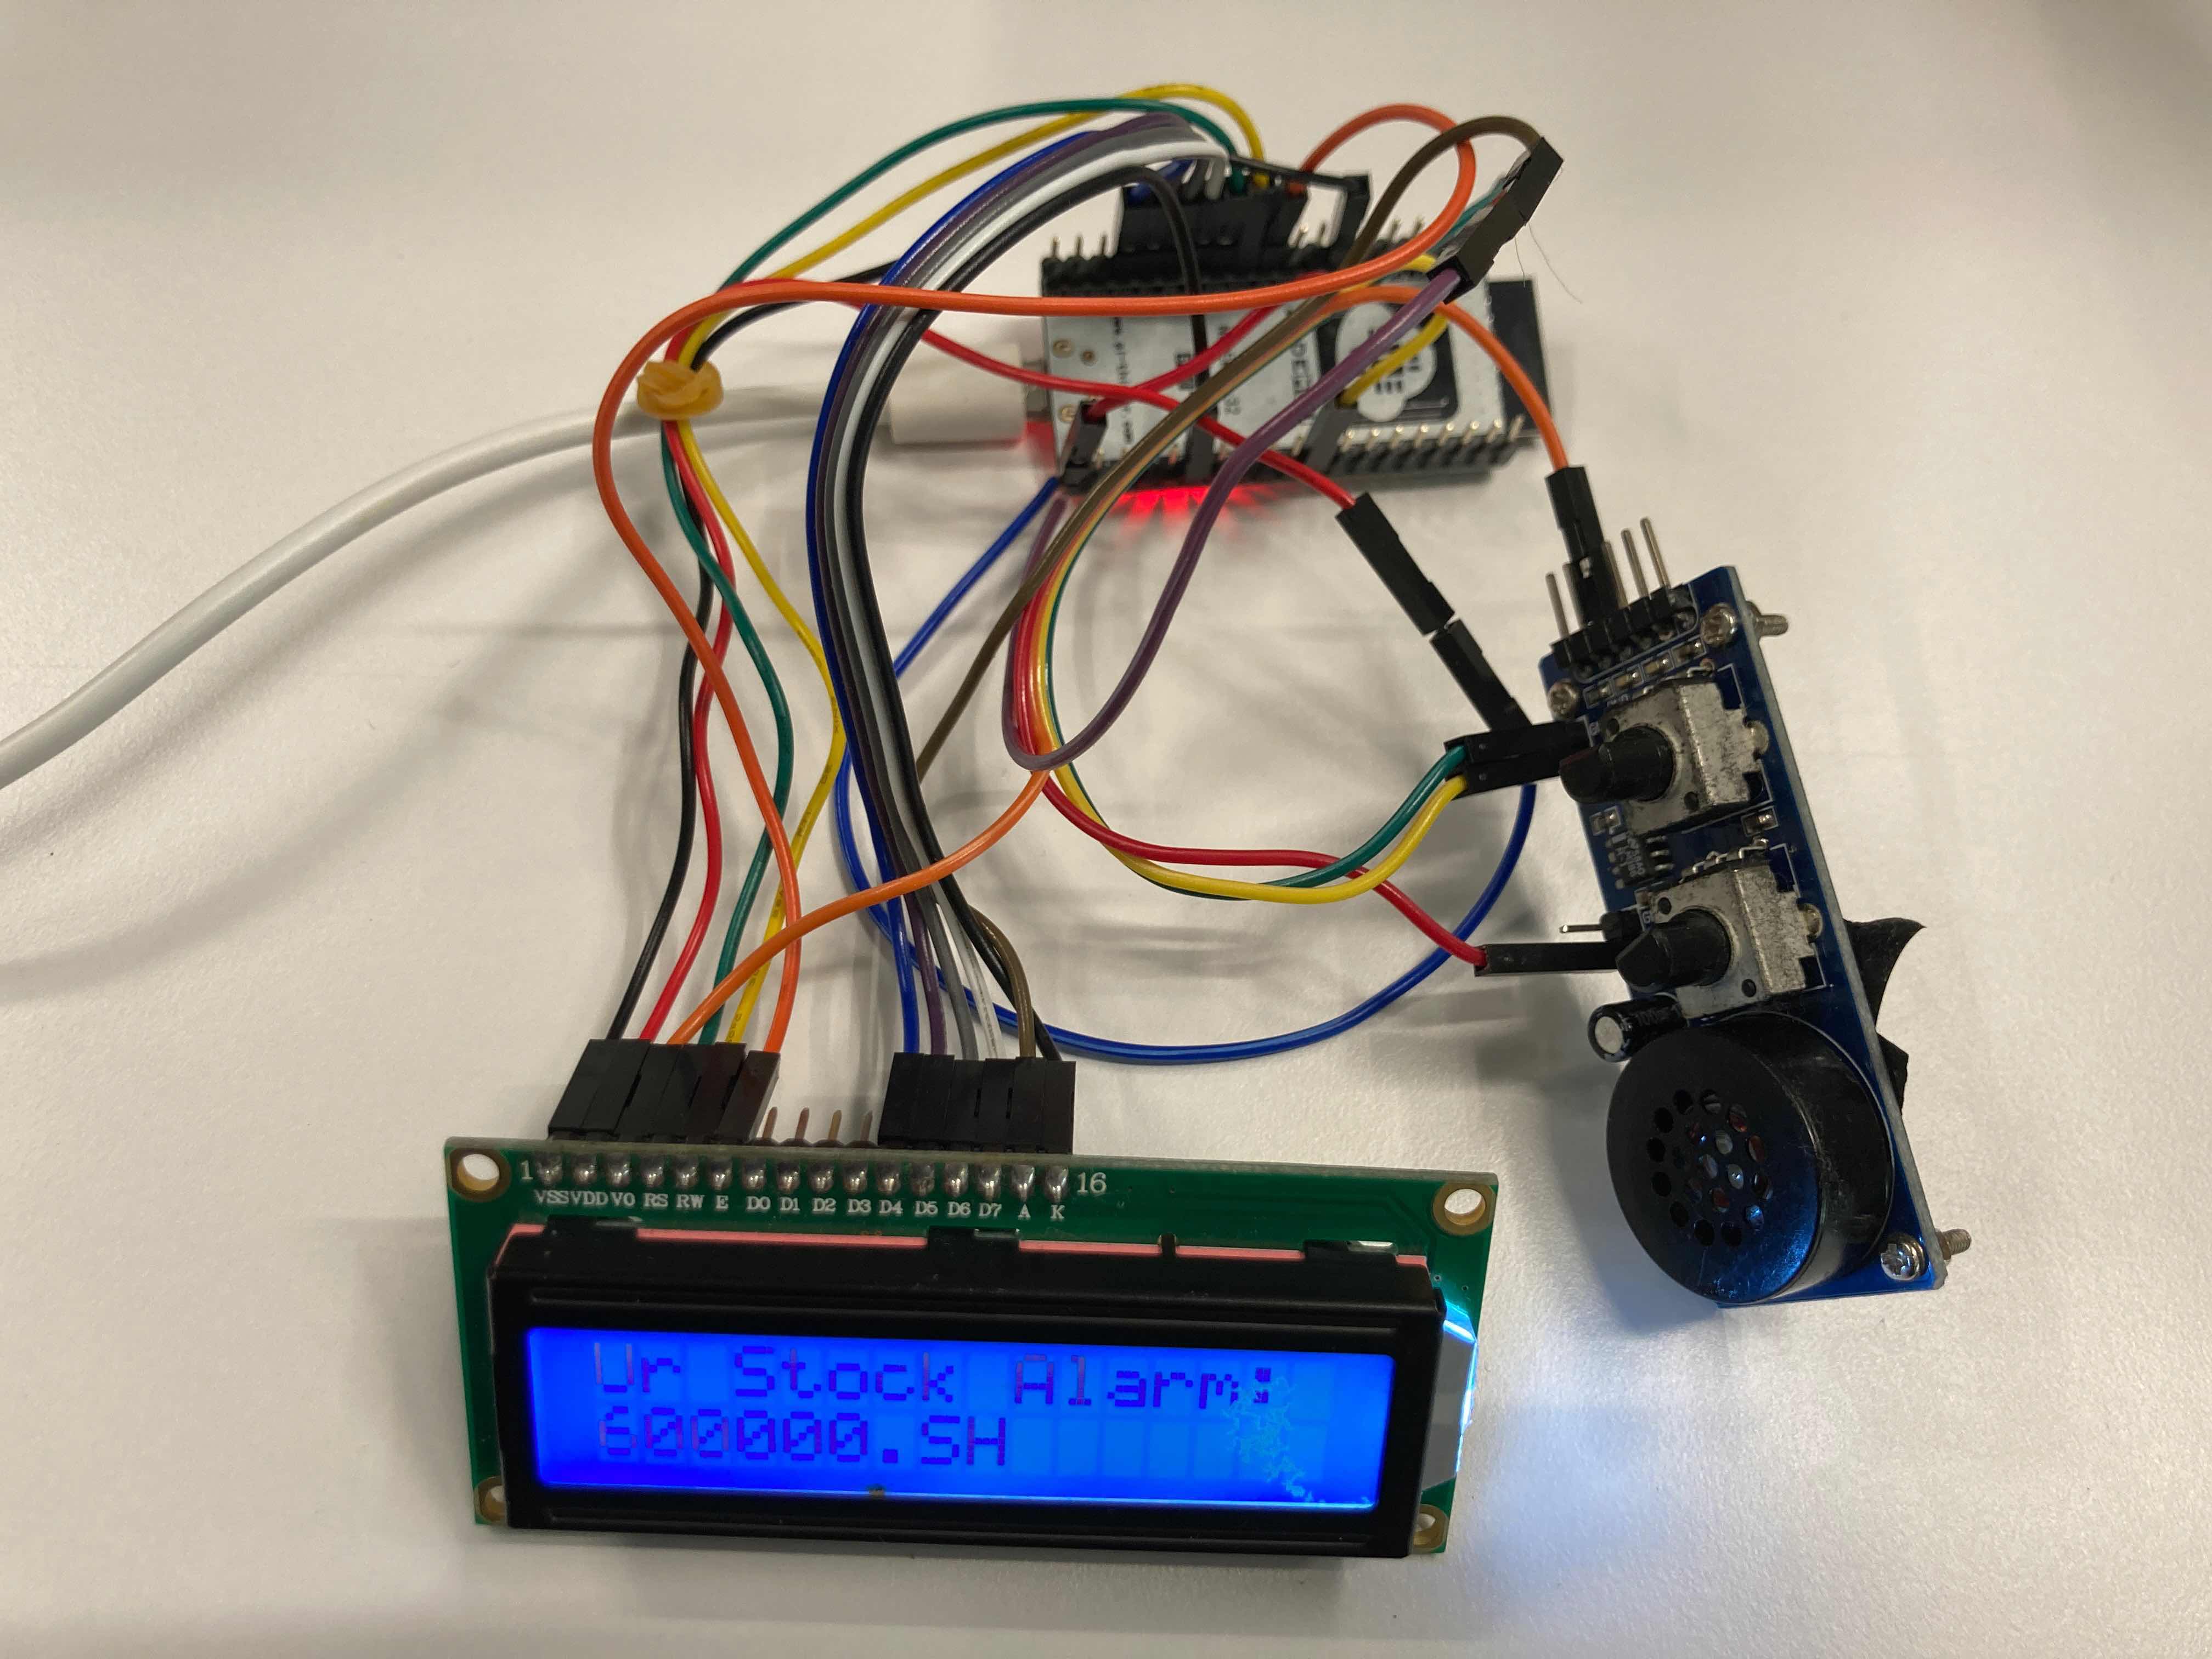 1 16
VSS VDD VO RS RW E D0 D1 D2 D3 D4 D5 D6 D7 A K
Ur Stock Alarm:
600000.SH